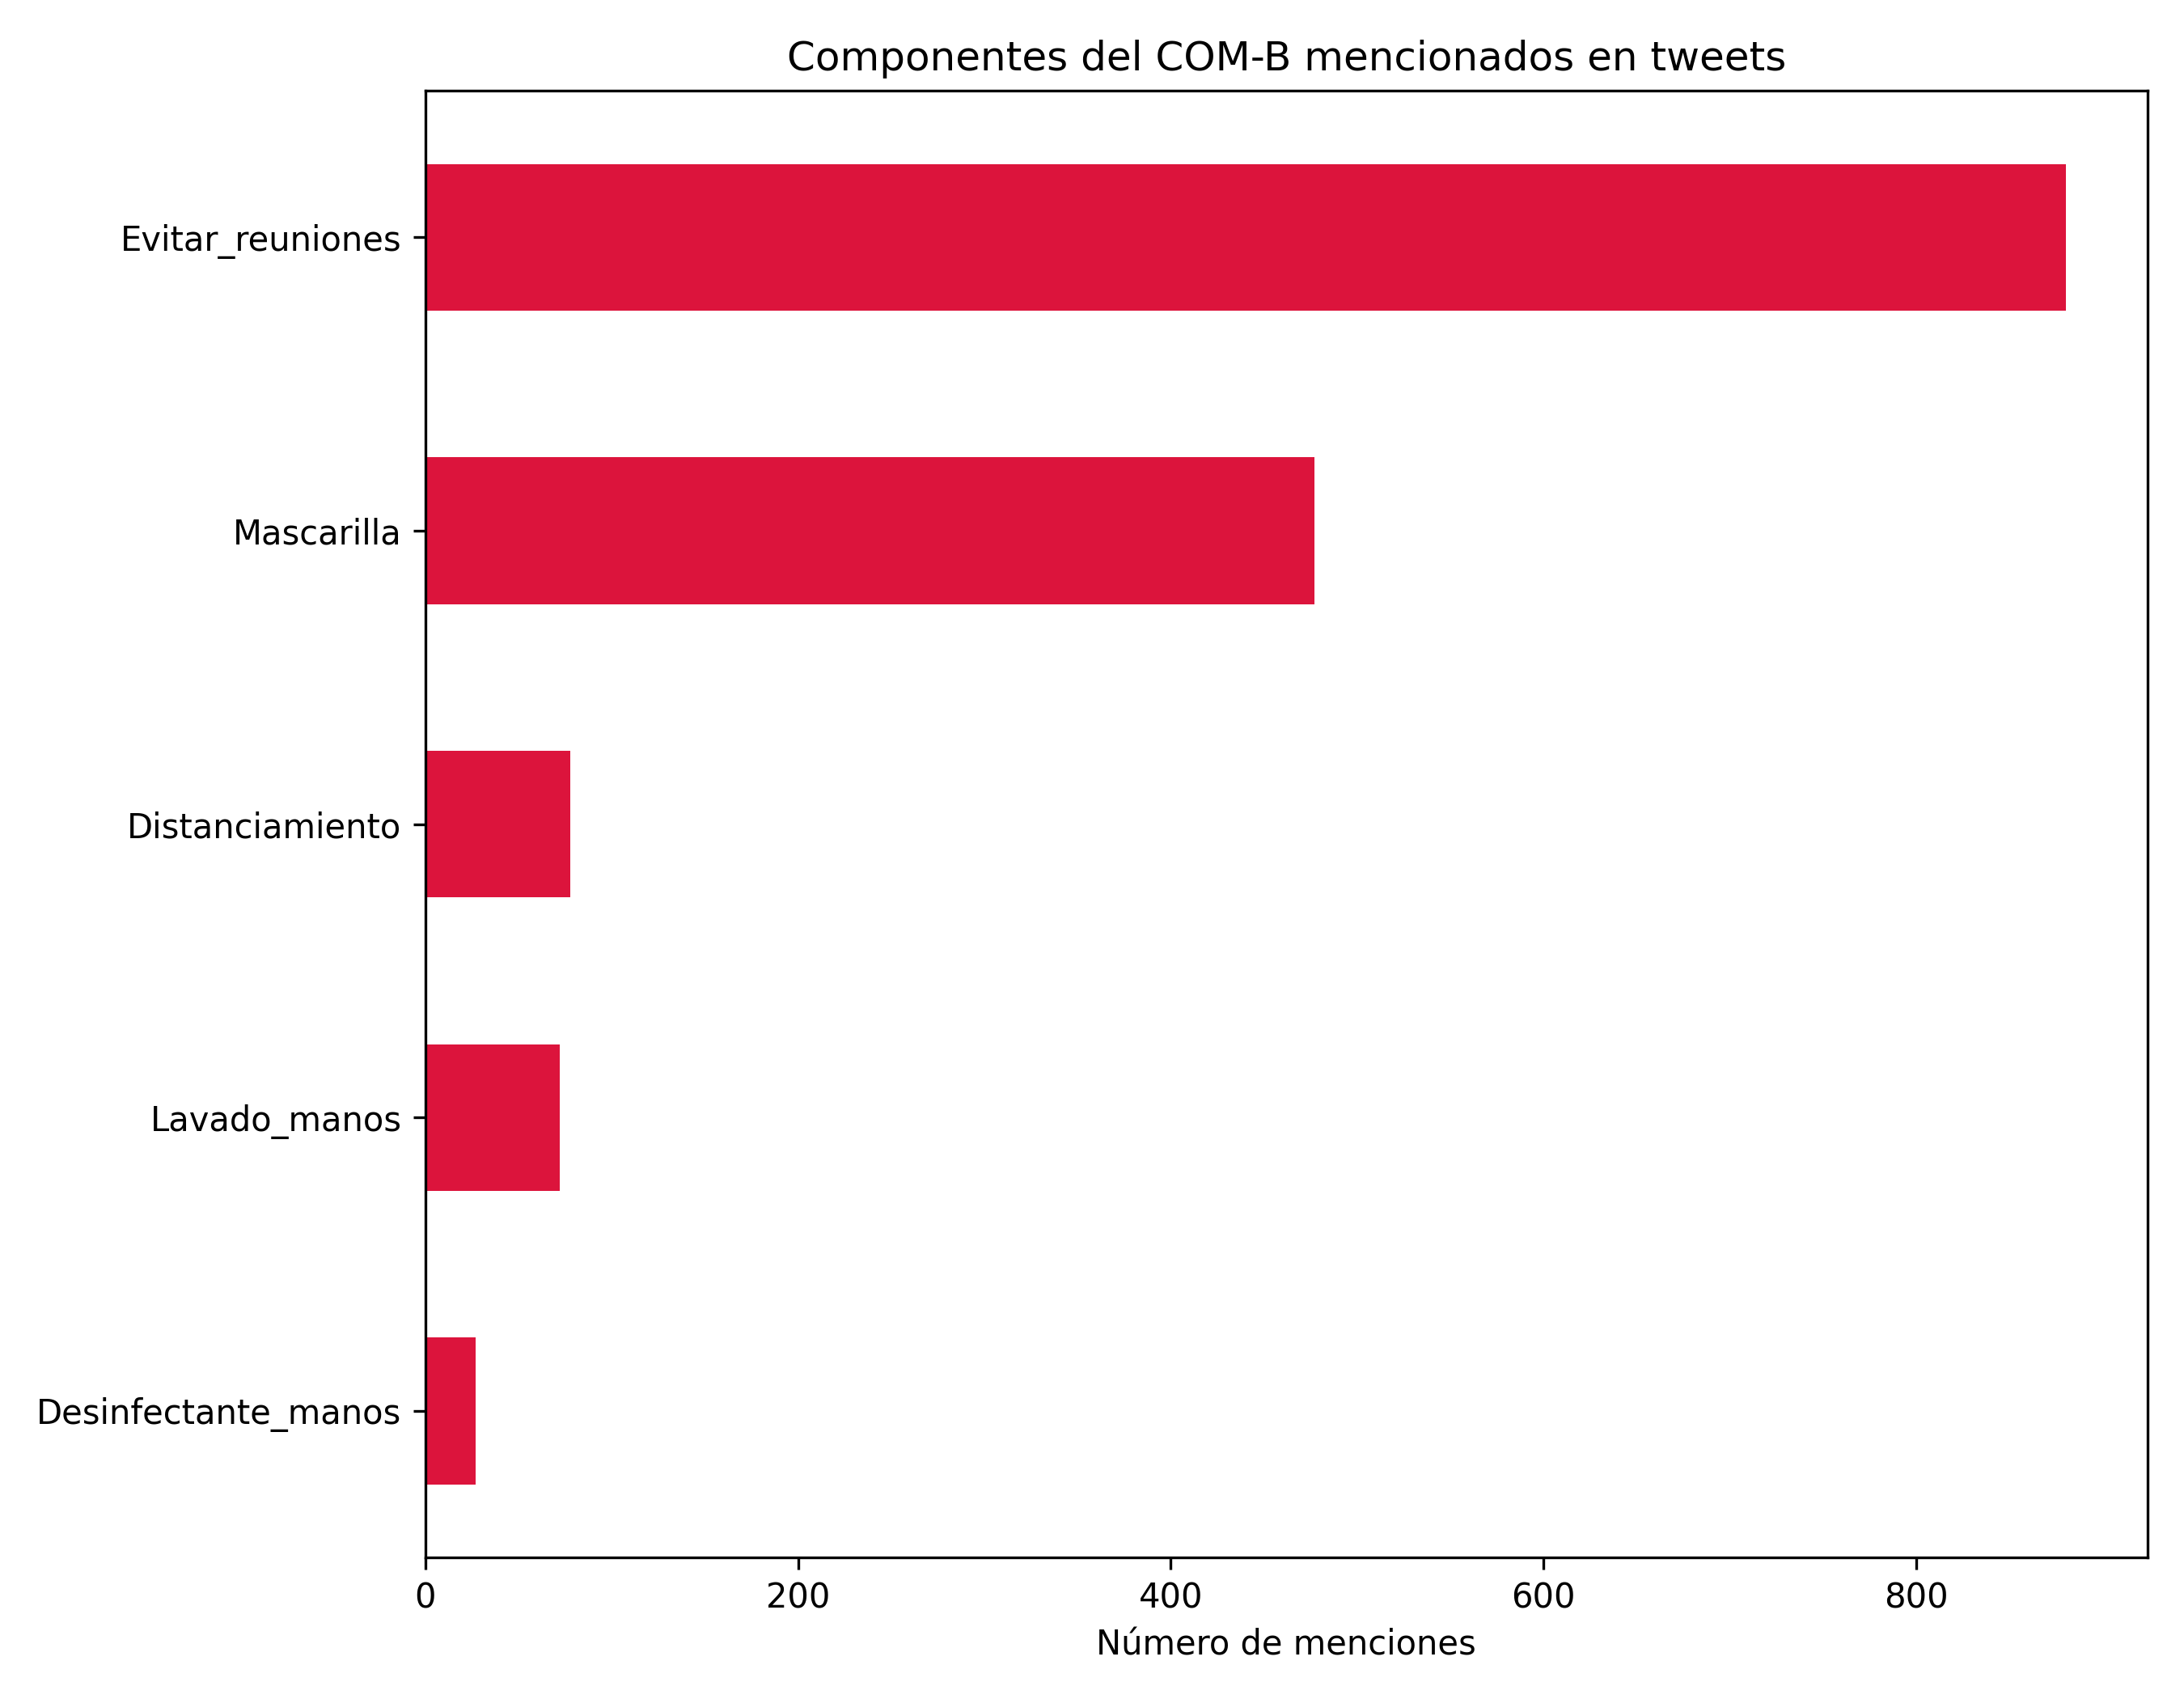 Componentes del COM-B mencionados en tweets
Evitar_reuniones
Mascarilla
Distanciamiento
Lavado_manos
Desinfectante_manos
0 200 400 600 800
Número de menciones